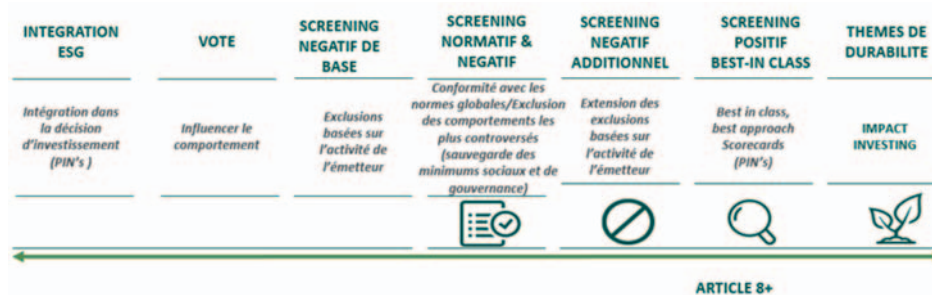 INTEGRATION
ESG
VOTE
SCREENING
NEGATIF DE
BASE
SCREENING
NORMATIF &
NEGATIF
SCREENING
NEGATIF
ADDITIONNEL
SCREENING
POSITIF
BEST-IN CLASS
THEMES DE
DURABILITE
Intégration dans
la décision
d'investissement
(PIN's )
Influencer le
comportement
Exclusions
basées sur
l'activité de
l'émetteur
Conformité avec les
normes globales/Exclusion
des comportements les
plus controversés
(sauvegarde des
minimums sociaux et de
gouvernance)
Extension des
exclusions
basées sur
l'activité de
l'émetteur
Best in class,
best approach
Scorecards
(PIN's)
IMPACT
INVESTING
ARTICLE 8+